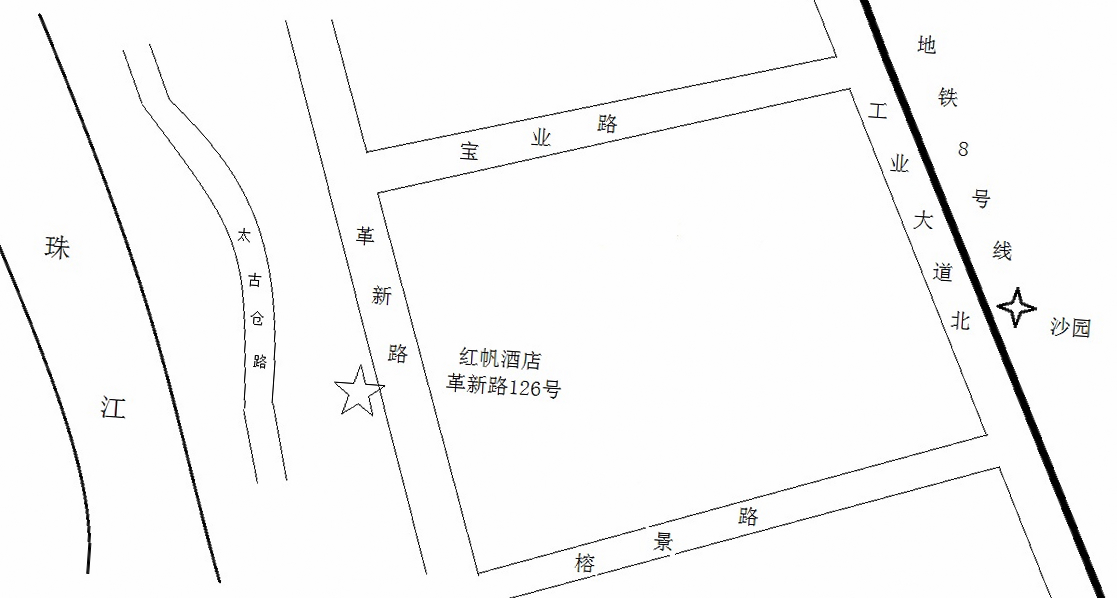 地铁8号线
宝业路
工业大道北
太古仓路
珠江
革新路
沙园
红帆酒店
革新路126号
榕景路